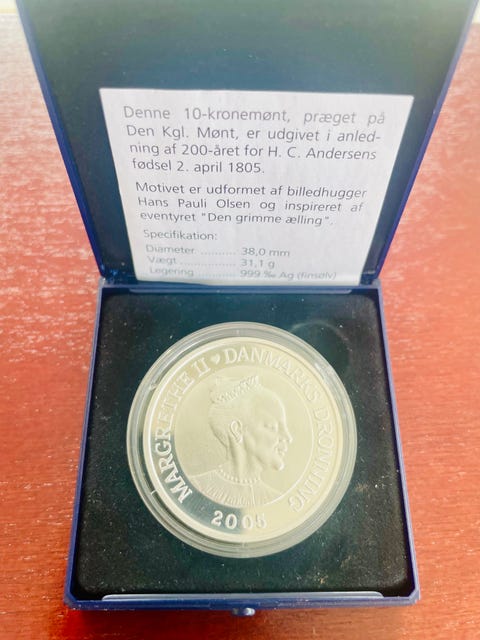 Denne 10-kronemønt, præget på
Den Kgl. Mønt, er udgivet i anled-
ning af 200-året for H. C. Andersens
fødsel 2. april 1805.
Motivet er udformet af billedhugger
Hans Pauli Olsen og inspireret af
eventyret "Den grimme ælling".
Specifikation:
Diameter .......... 38,0 mm
Vægt ................ 31,1 g
Legering ........... 999 ‰ Ag (finsølv)
MARGRETHE II ♥ DANMARKS DRONNING
2005